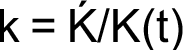 k = Ḱ/K(t)